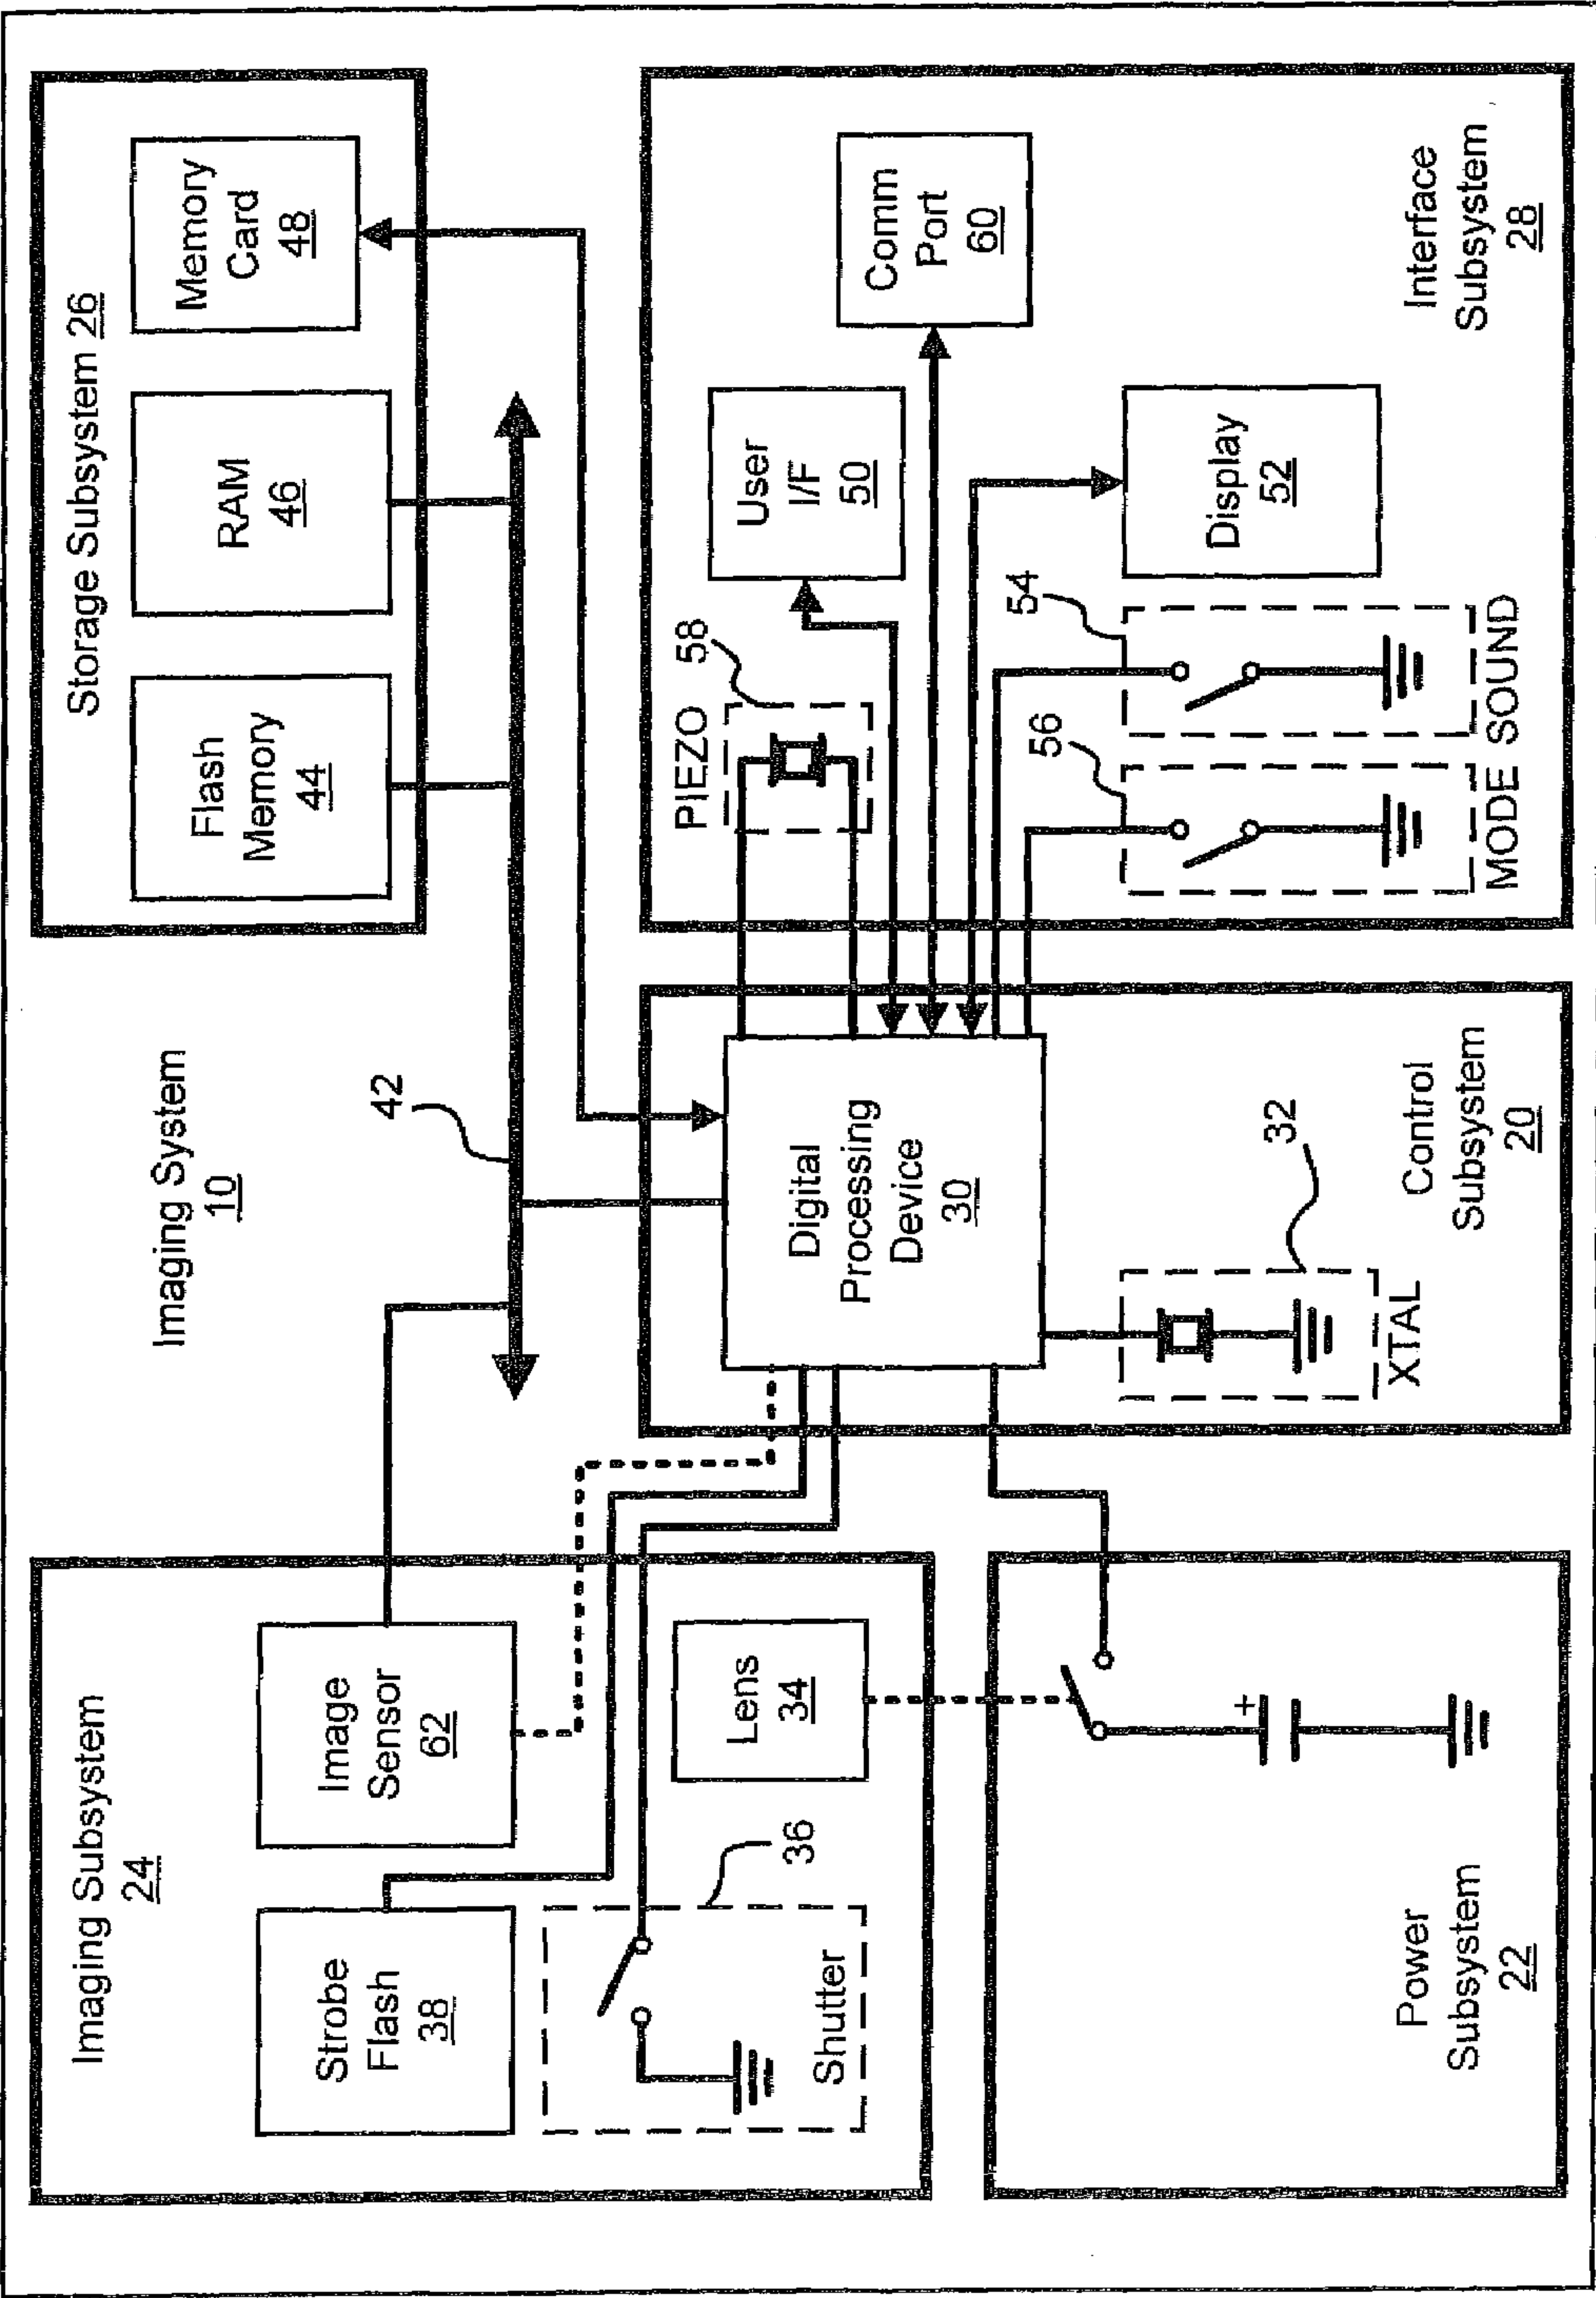 Imaging Subsystem
24
Strobe
Flash
38
Image
Sensor
62
Shutter
36
Lens
34
Power
Subsystem
22
Imaging System
10
42
Digital
Processing
Device
30
XTAL
32
Control
Subsystem
20
Storage Subsystem 26
Flash
Memory
44
RAM
46
Memory
Card
48
PIEZO
58
User
I/F
50
Comm
Port
60
56
54
MODE SOUND
Display
52
Interface
Subsystem
28